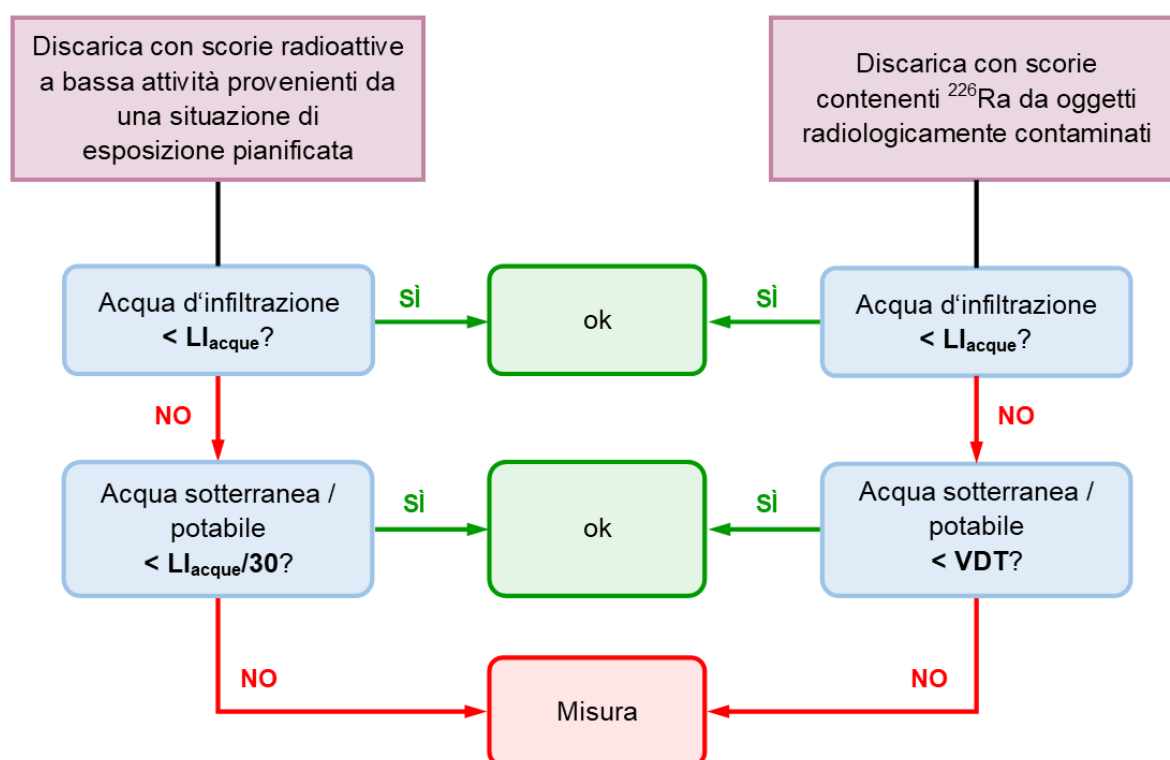 Discarica con scorie radioattive
a bassa attività provenienti da
una situazione di
esposizione pianificata
Discarica con scorie
contenenti ²²⁶Ra da oggetti
radiologicamente contaminati
Acqua d‘infiltrazione
< LIacque?
SÌ
ok
SÌ
Acqua d‘infiltrazione
< LIacque?
NO
NO
Acqua sotterranea /
potabile
< LIacque/30?
SÌ
ok
SÌ
Acqua sotterranea /
potabile
< VDT?
NO
Misura
NO